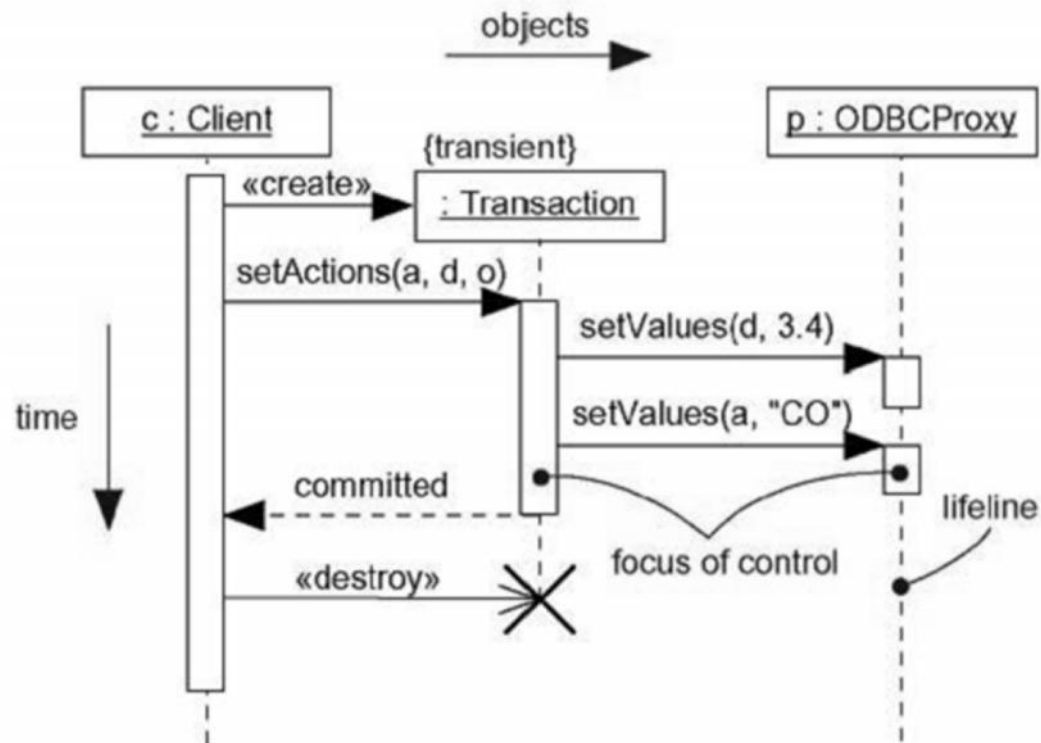 objects
c : Client
p : ODBCProxy
{transient}
«create»
: Transaction
setActions(a, d, o)
setValues(d, 3.4)
time
setValues(a, "CO")
committed
lifeline
focus of control
«destroy»